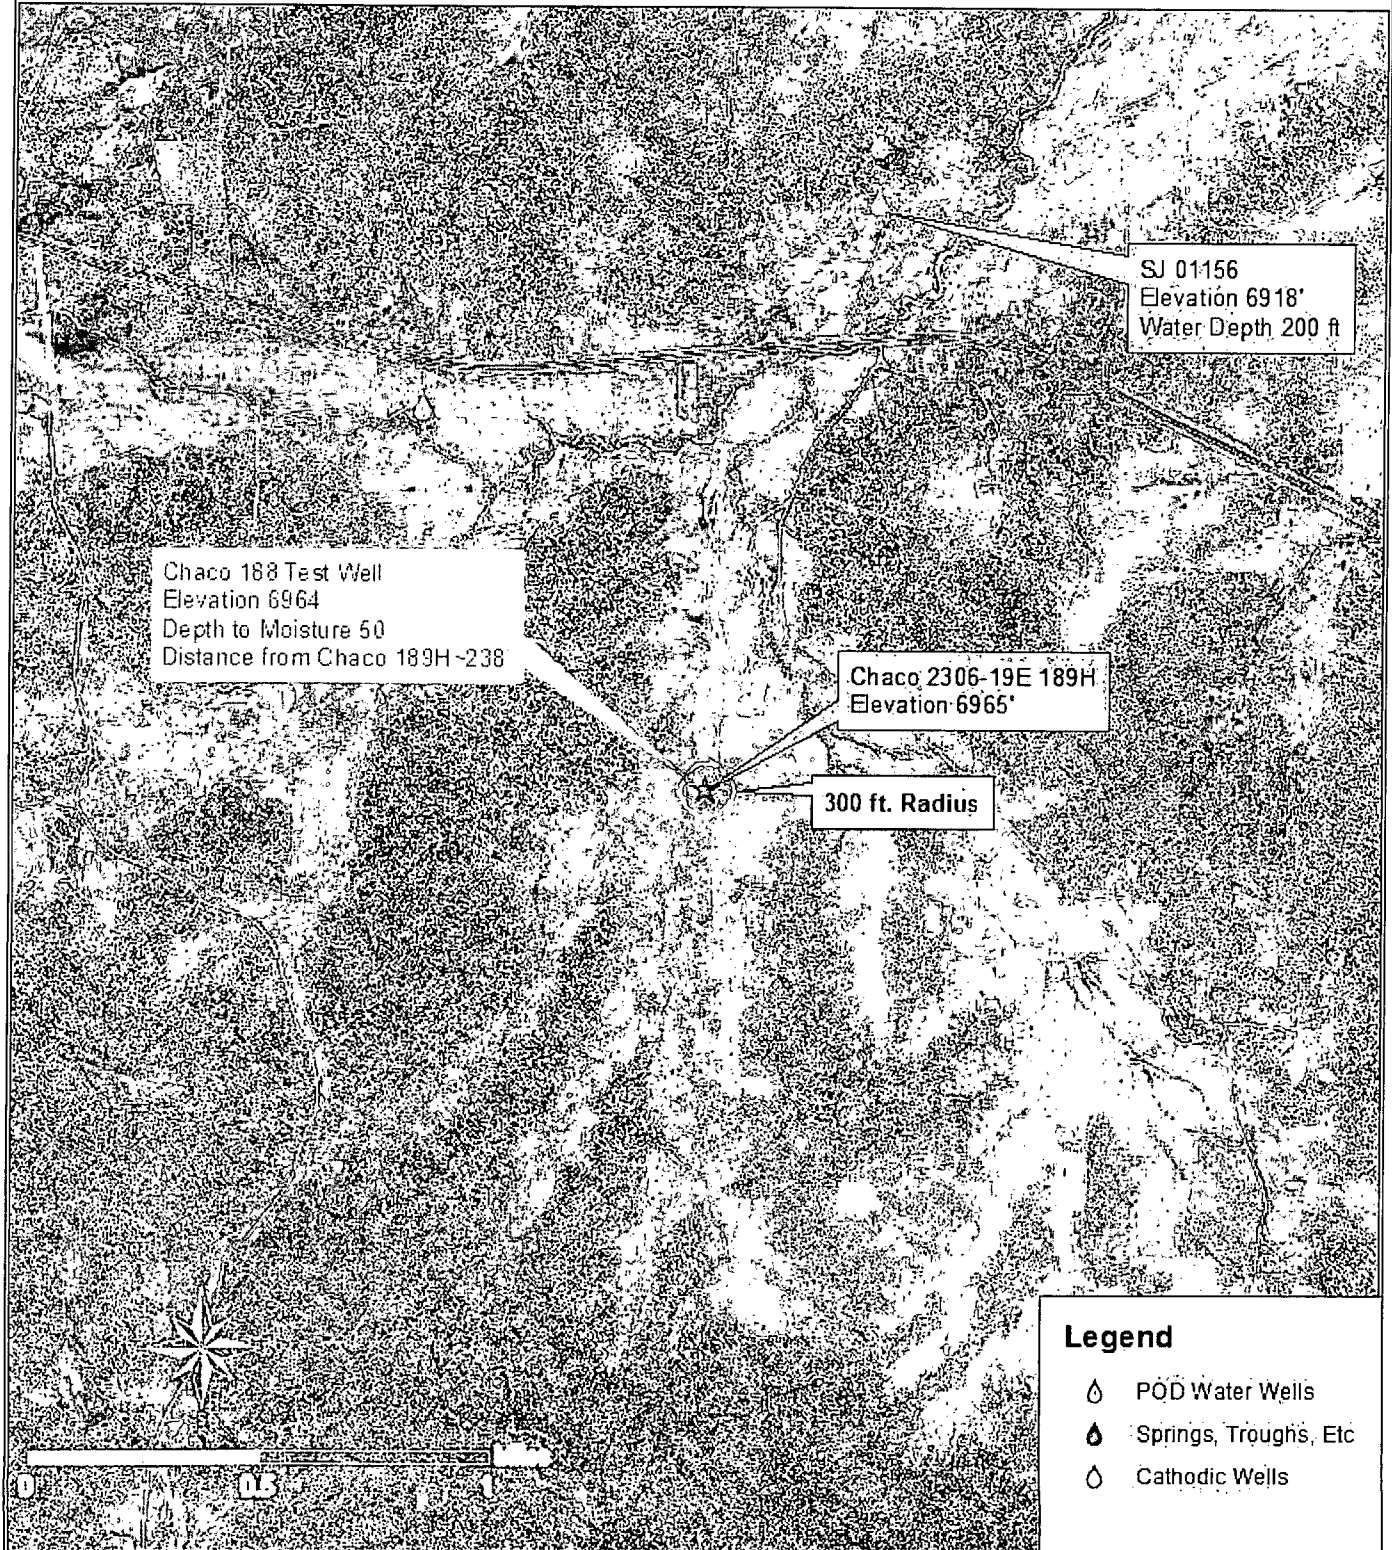 SJ 01156
Elevation 6918'
Water Depth 200 ft
Chaco 188 Test Well
Elevation 6964
Depth to Moisture 50
Distance from Chaco 189H ~238'
Chaco 2306-19E 189H
Elevation 6965'
300 ft. Radius
Legend
POD Water Wells
Springs, Troughs, Etc
Cathodic Wells
0 0.5 1